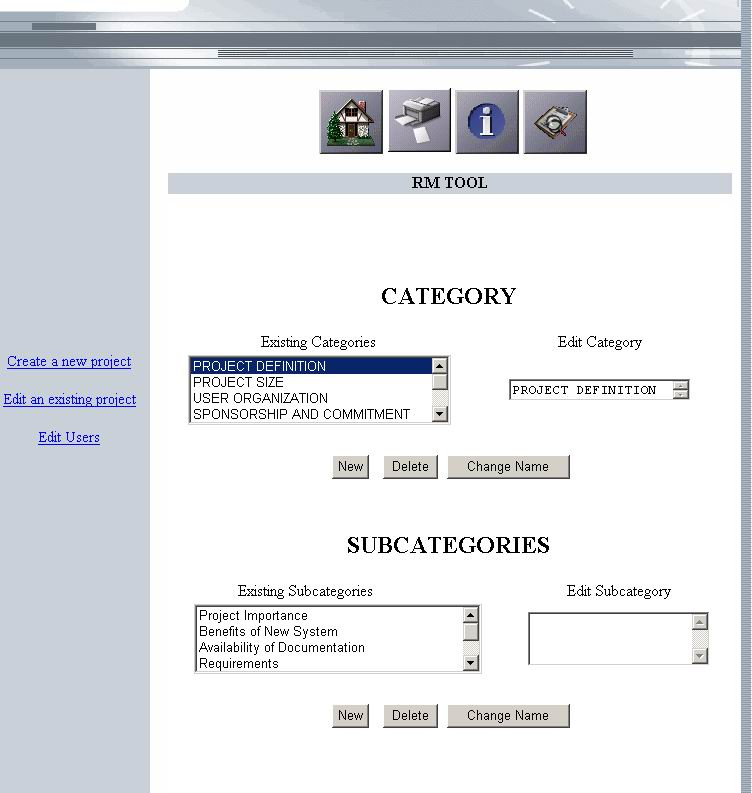 RM TOOL
CATEGORY
Existing Categories
Edit Category
PROJECT DEFINITION
PROJECT SIZE
USER ORGANIZATION
SPONSORSHIP AND COMMITMENT
PROJECT DEFINITION
Create a new project
Edit an existing project
Edit Users
New
Delete
Change Name
SUBCATEGORIES
Existing Subcategories
Edit Subcategory
Project Importance
Benefits of New System
Availability of Documentation
Requirements
New
Delete
Change Name